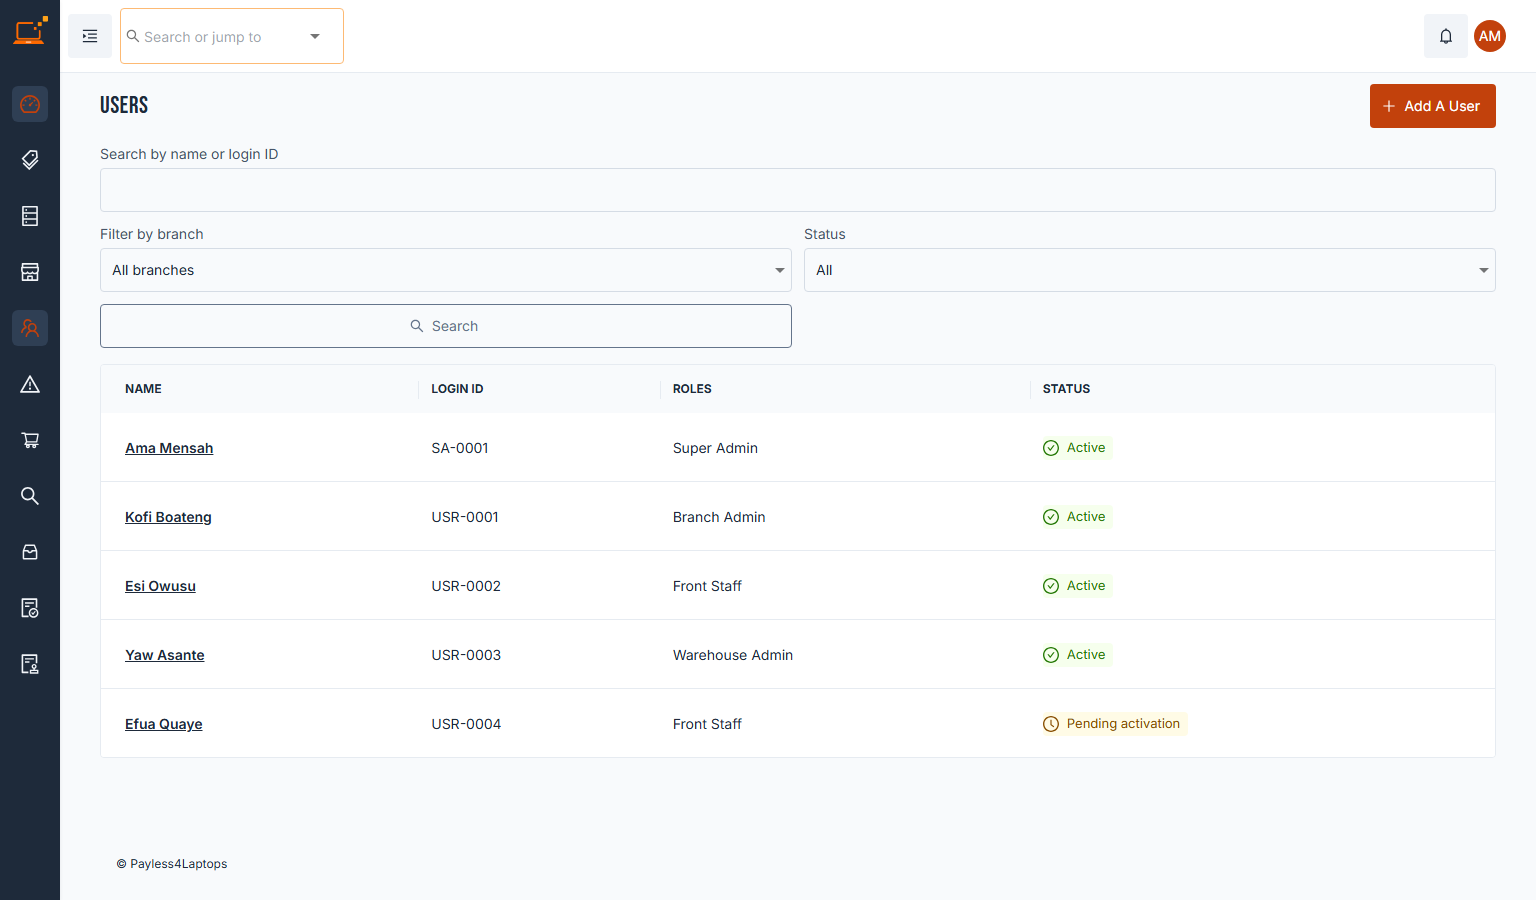 Search or jump to
AM
USERS
Add A User
Search by name or login ID
Filter by branch
Status
All branches
All
Search
NAME LOGIN ID ROLES STATUS
Ama Mensah SA-0001 Super Admin Active
Kofi Boateng USR-0001 Branch Admin Active
Esi Owusu USR-0002 Front Staff Active
Yaw Asante USR-0003 Warehouse Admin Active
Efua Quaye USR-0004 Front Staff Pending activation
© Payless4Laptops